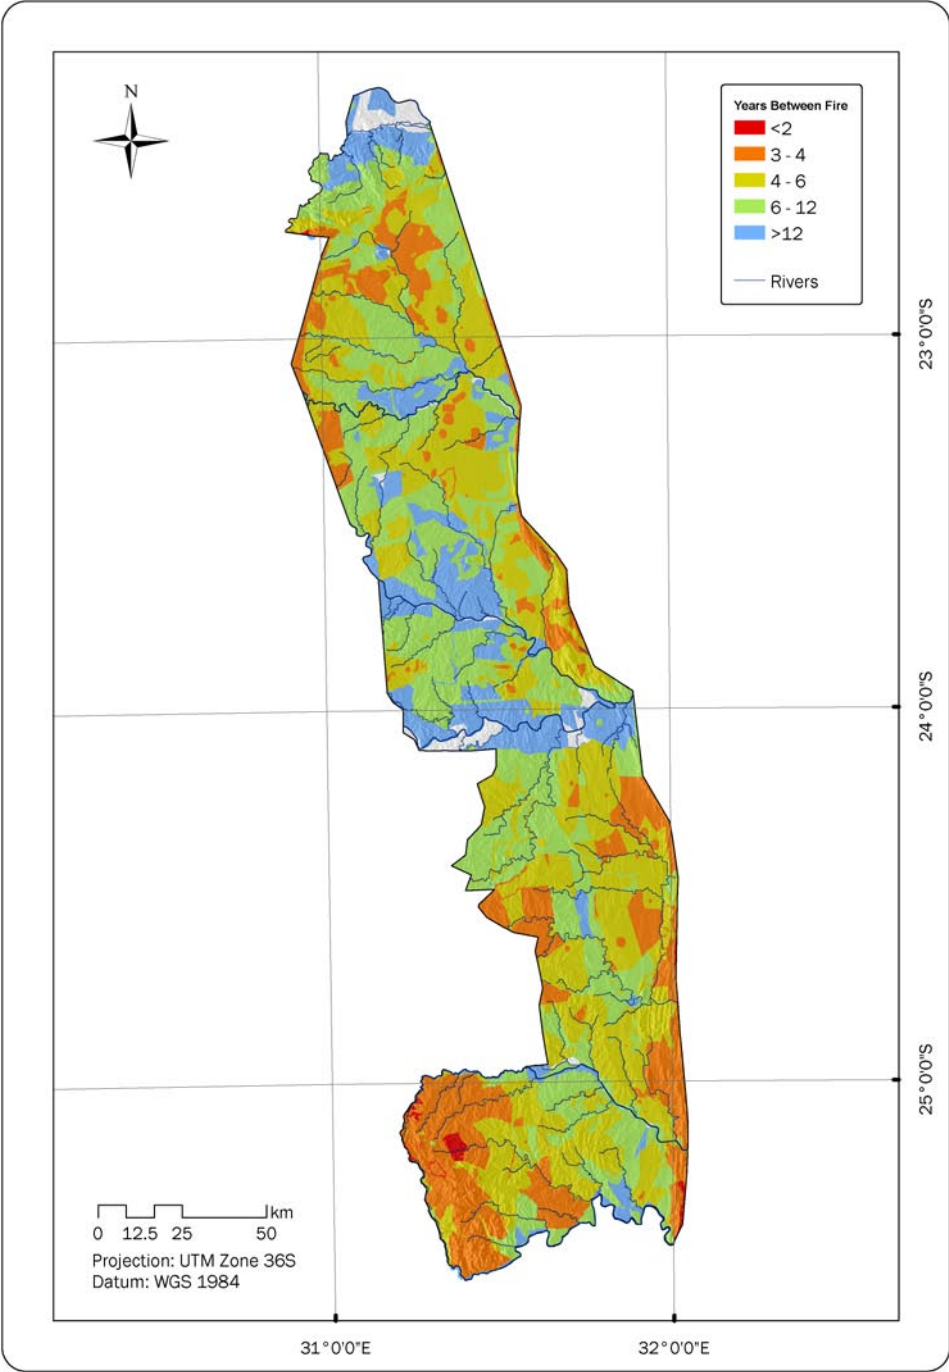 N
Years Between Fire
<2
3 - 4
4 - 6
6 - 12
>12
Rivers
23°0'0"S
24°0'0"S
25°0'0"S
km
0 12.5 25 50
Projection: UTM Zone 36S
Datum: WGS 1984
31°0'0"E 32°0'0"E